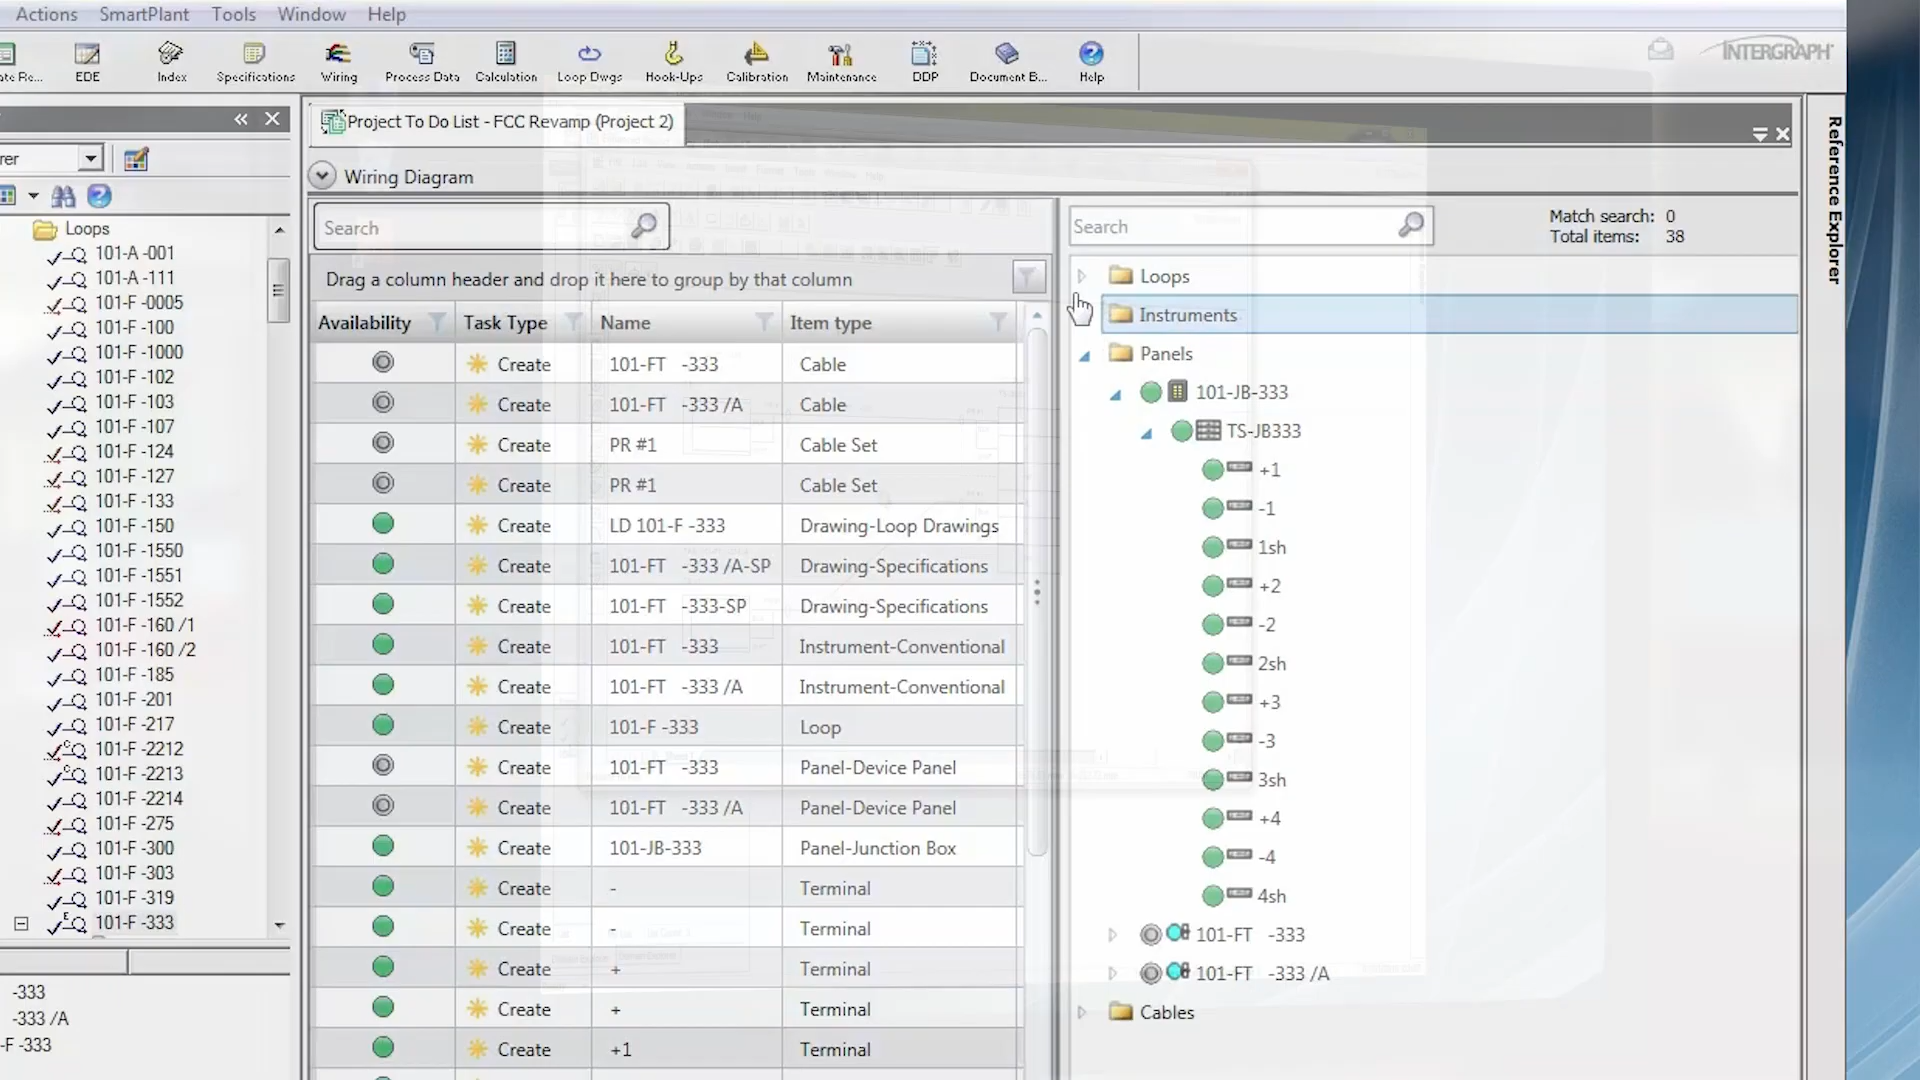 Actions SmartPlant Tools Window Help
EDE Index Specifications Wiring Process Data Calculation Loop Dwgs Hook-Ups Calibration Maintenance DDP Document B... Help
INTERGRAPH
Project To Do List - FCC Revamp (Project 2)
Wiring Diagram
Search
Drag a column header and drop it here to group by that column
Availability Task Type Name Item type
Create 101-FT -333 Cable
Create 101-FT -333 /A Cable
Create PR #1 Cable Set
Create PR #1 Cable Set
Create LD 101-F -333 Drawing-Loop Drawings
Create 101-FT -333 /A-SP Drawing-Specifications
Create 101-FT -333-SP Drawing-Specifications
Create 101-FT -333 Instrument-Conventional
Create 101-FT -333 /A Instrument-Conventional
Create 101-F -333 Loop
Create 101-FT -333 Panel-Device Panel
Create 101-FT -333 /A Panel-Device Panel
Create 101-JB-333 Panel-Junction Box
Create - Terminal
Create - Terminal
Create + Terminal
Create + Terminal
Create +1 Terminal
Loops
101-A -001
101-A -111
101-F -0005
101-F -100
101-F -1000
101-F -102
101-F -103
101-F -107
101-F -124
101-F -127
101-F -133
101-F -150
101-F -1550
101-F -1551
101-F -1552
101-F -160 /1
101-F -160 /2
101-F -185
101-F -201
101-F -217
101-F -2212
101-F -2213
101-F -2214
101-F -275
101-F -300
101-F -303
101-F -319
101-F -333
-333
-333 /A
-F -333
Search
Match search: 0
Total items: 38
Loops
Instruments
Panels
101-JB-333
TS-JB333
+1
-1
1sh
+2
-2
2sh
+3
-3
3sh
+4
-4
4sh
101-FT -333
101-FT -333 /A
Cables
Reference Explorer